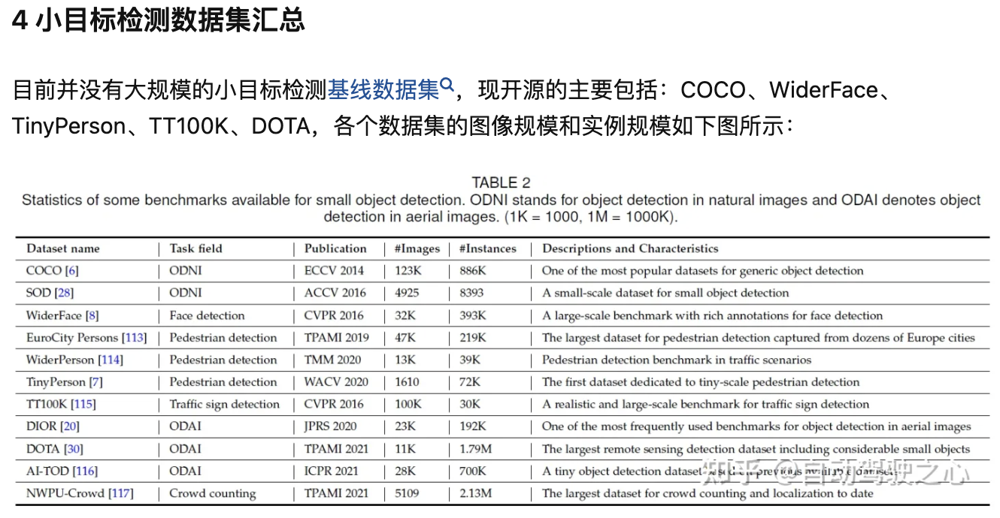 4 小目标检测数据集汇总
目前并没有大规模的小目标检测基线数据集，现开源的主要包括：COCO、WiderFace、
TinyPerson、TT100K、DOTA，各个数据集的图像规模和实例规模如下图所示：
TABLE 2
Statistics of some benchmarks available for small object detection. ODNI stands for object detection in natural images and ODAI denotes object
detection in aerial images. (1K = 1000, 1M = 1000K).
Dataset name | Task field | Publication | #Images | #Instances | Descriptions and Characteristics
COCO [6] | ODNI | ECCV 2014 | 123K | 886K | One of the most popular datasets for generic object detection
SOD [28] | ODNI | ACCV 2016 | 4925 | 8393 | A small-scale dataset for small object detection
WiderFace [8] | Face detection | CVPR 2016 | 32K | 393K | A large-scale benchmark with rich annotations for face detection
EuroCity Persons [113] | Pedestrian detection | TPAMI 2019 | 47K | 219K | The largest dataset for pedestrian detection captured from dozens of Europe cities
WiderPerson [114] | Pedestrian detection | TMM 2020 | 13K | 39K | Pedestrian detection benchmark in traffic scenarios
TinyPerson [7] | Pedestrian detection | WACV 2020 | 1610 | 72K | The first dataset dedicated to tiny-scale pedestrian detection
TT100K [115] | Traffic sign detection | CVPR 2016 | 100K | 30K | A realistic and large-scale benchmark for traffic sign detection
DIOR [20] | ODAI | JPRS 2020 | 23K | 192K | One of the most frequently used benchmarks for object detection in aerial images
DOTA [30] | ODAI | TPAMI 2021 | 11K | 1.79M | The largest remote sensing detection dataset including considerable small objects
AI-TOD [116] | ODAI | ICPR 2021 | 28K | 700K | A tiny object detection dataset based on previous available datasets
NWPU-Crowd [117] | Crowd counting | TPAMI 2021 | 5109 | 2.13M | The largest dataset for crowd counting and localization to date
知乎 @自动驾驶之心